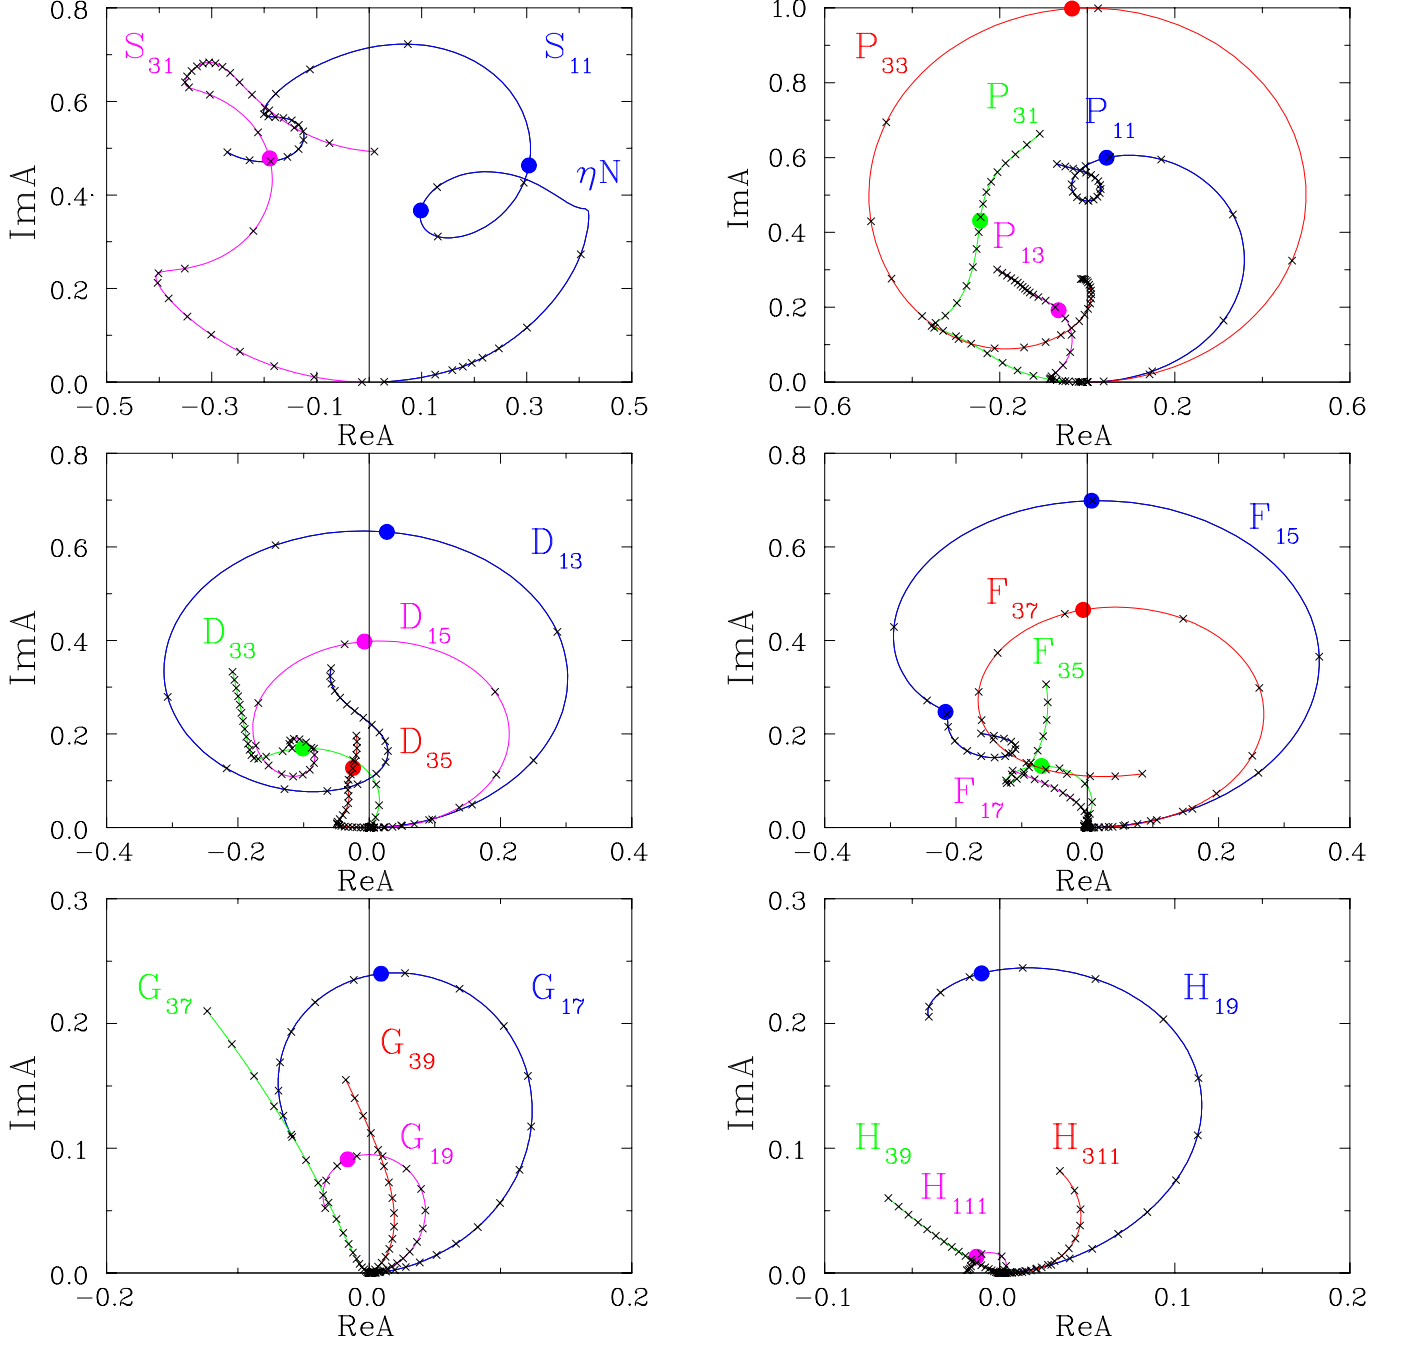 0.8
0.6
0.4
0.2
0.0
ImA
S31
S11
ηN
−0.5 −0.3 −0.1 0.1 0.3 0.5
ReA
1.0
0.8
0.6
0.4
0.2
0.0
ImA
P33
P31
P11
P13
−0.6 −0.2 0.2 0.6
ReA
0.8
0.6
0.4
0.2
0.0
ImA
D13
D15
D33
D35
−0.4 −0.2 0.0 0.2 0.4
ReA
0.8
0.6
0.4
0.2
0.0
ImA
F15
F37
F35
F17
−0.4 −0.2 0.0 0.2 0.4
ReA
0.3
0.2
0.1
0.0
ImA
G37
G17
G39
G19
−0.2 0.0 0.2
ReA
0.3
0.2
0.1
0.0
ImA
H19
H39
H311
H111
−0.1 0.0 0.1 0.2
ReA